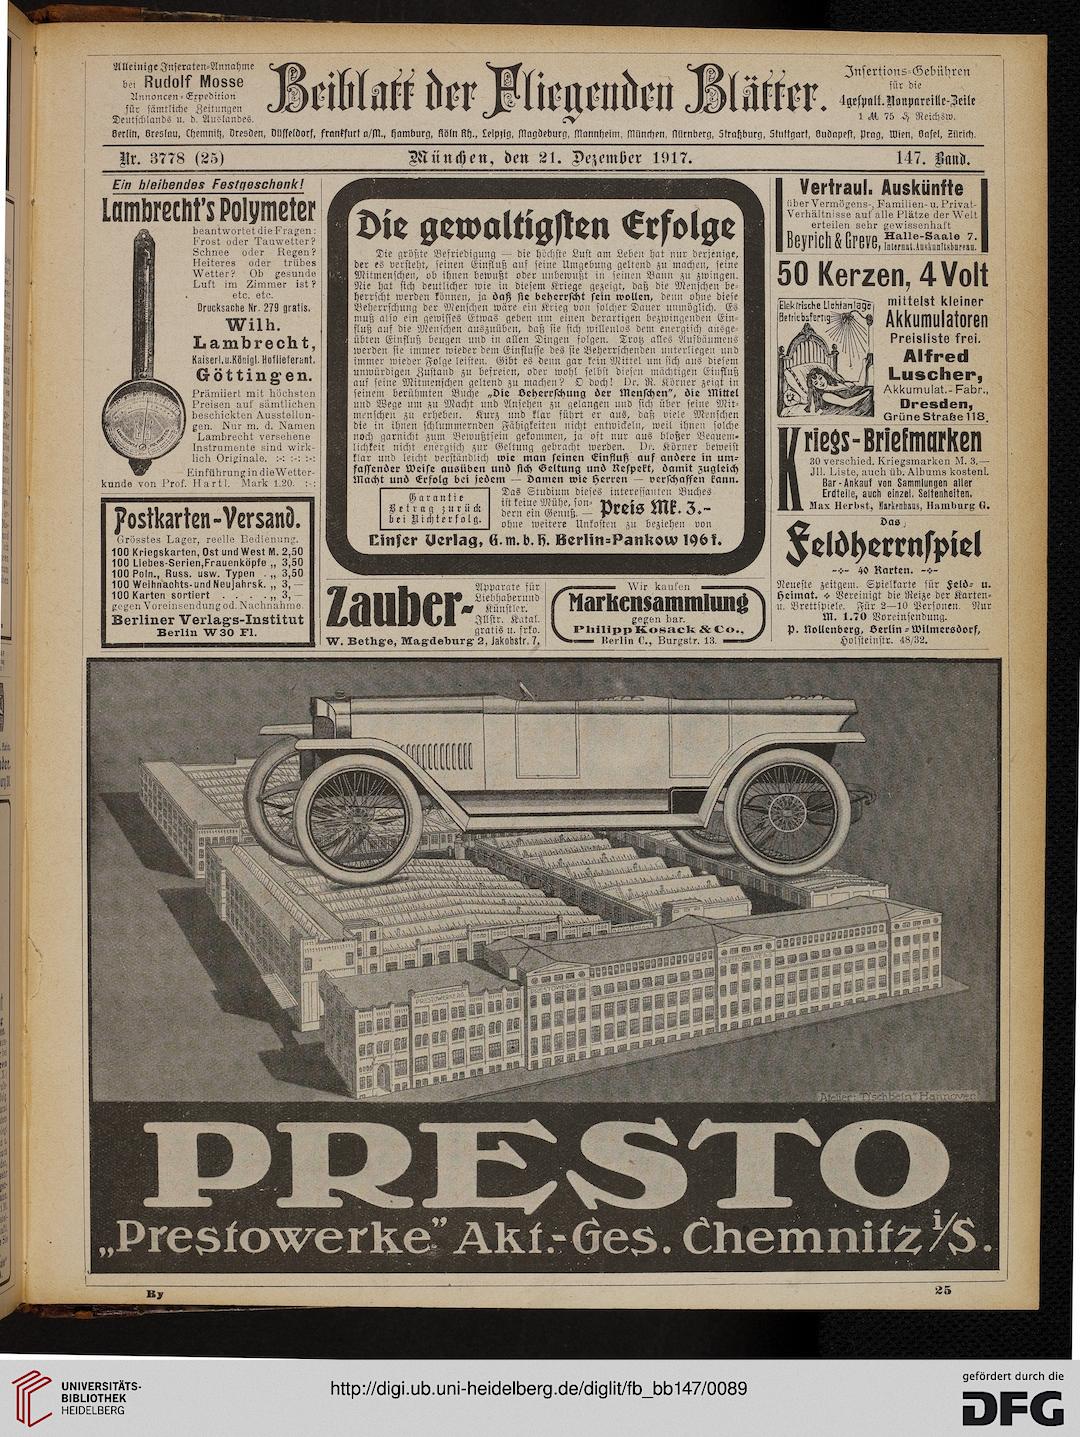 Alleinige Inseraten-Annahme
bei Rudolf Mosse
Annoncen-Expedition
für sämtliche Zeitungen
Deutschlands u. d. Auslandes.
Beiblatt der Fliegenden Blätter.
Insertions-Gebühren
für die
4gespalt. Nonpareille-Zeile
1 M 75 ₰ Reichsw.
Berlin, Breslau, Chemnitz, Dresden, Düsseldorf, Frankfurt a/M., Hamburg, Köln Rh., Leipzig, Magdeburg, Mannheim, München, Nürnberg, Straßburg, Stuttgart, Budapest, Prag, Wien, Basel, Zürich.
Nr. 3778 (25)
München, den 21. Dezember 1917.
147. Band.
Ein bleibendes Festgeschenk!
Lambrecht's Polymeter
beantwortet die Fragen:
Frost oder Tauwetter?
Schnee oder Regen?
Heiteres oder trübes
Wetter? Ob gesunde
Luft im Zimmer ist?
etc. etc.
Drucksache Nr. 279 gratis.
Wilh.
Lambrecht,
Kaiserl. u. Königl. Hoflieferant.
Göttingen.
Prämiiert mit höchsten
Preisen auf sämtlichen
beschickten Ausstellun-
gen. Nur m. d. Namen
Lambrecht versehene
Instrumente sind wirk-
lich Originale. :-: :-: :-:
Einführung in die Wetter-
kunde von Prof. Hartl. Mark 1.20. :-:
Postkarten-Versand.
Grösstes Lager, reelle Bedienung.
100 Kriegskarten, Ost und West M. 2,50
100 Liebes-Serien, Frauenköpfe „ 3,50
100 Poln., Russ. usw. Typen . „ 3,50
100 Weihnachts- und Neujahrsk. „ 3,—
100 Karten sortiert . . . . . „ 3,—
gegen Voreinsendung od. Nachnahme.
Berliner Verlags-Institut
Berlin W 30 Fl.
Die gewaltigsten Erfolge
Die größte Befriedigung — die höchste Lust am Leben hat nur derjenige,
der es versteht, seinen Einfluß auf seine Umgebung geltend zu machen, seine
Mitmenschen, ob ihnen bewußt oder unbewußt in seinen Bann zu zwingen.
Nie hat sich deutlicher wie in diesem Kriege gezeigt, daß die Menschen be-
herrscht werden können, ja daß sie beherrscht sein wollen, denn ohne diese
Beherrschung der Menschen wäre ein Krieg von solcher Dauer unmöglich. Es
muß also ein gewisses Etwas geben um einen derartigen bezwingenden Ein-
fluß auf die Menschen auszuüben, daß sie sich willenlos dem energisch ausge-
übten Einfluß beugen und in allen Dingen folgen. Trotz alles Aufbäumens
werden sie immer wieder dem Einflusse des sie Beherrschenden unterliegen und
immer wieder Folge leisten. Gibt es denn gar kein Mittel um sich aus diesem
unwürdigen Zustand zu befreien, oder wohl selbst diesen mächtigen Einfluß
auf seine Mitmenschen geltend zu machen? O doch! Dr. R. Körner zeigt in
seinem berühmten Buche „Die Beherrschung der Menschen“, die Mittel
und Wege um zu Macht und Ansehen zu gelangen und sich über seine Mit-
menschen zu erheben. Kurz und klar führt er aus, daß viele Menschen
die in ihnen schlummernden Fähigkeiten nicht entwickeln, weil ihnen solche
noch garnicht zum Bewußtsein gekommen, ja oft nur aus bloßer Bequem-
lichkeit nicht energisch zur Geltung gebracht werden. Dr. Körner beweist
klar und leicht verständlich wie man seinen Einfluß auf andere in um-
fassender Weise ausüben und sich Geltung und Respekt, damit zugleich
Macht und Erfolg bei jedem — Damen wie Herren — verschaffen kann.
Garantie
Betrag zurück
bei Nichterfolg.
Das Studium dieses interessanten Buches
ist keine Mühe, son-
dern ein Genuß. — Preis Mk. 3.-
ohne weitere Unkosten zu beziehen von
Linser Verlag, G. m. b. H. Berlin-Pankow 196 f.
Zauber-
Apparate für
Liebhaber und
Künstler.
Illstr. Katal.
gratis u. frko.
W. Bethge, Magdeburg 2, Jakobstr. 7,
Wir kaufen
Markensammlung
gegen bar.
Philipp Kosack & Co.,
Berlin C., Burgstr. 13.
Vertraul. Auskünfte
über Vermögens-, Familien- u. Privat-
Verhältnisse auf alle Plätze der Welt
erteilen sehr gewissenhaft
Beyrich & Greve, Halle-Saale 7.
Internat. Auskunftsbureau.
50 Kerzen, 4 Volt
Elektrische Lichtanlage
Betriebsfertig
mittelst kleiner
Akkumulatoren
Preisliste frei.
Alfred
Luscher,
Akkumulat.-Fabr.,
Dresden,
Grüne Straße 118.
Kriegs-Briefmarken
30 verschied. Kriegsmarken M. 3.—
Jll. Liste, auch üb. Albums kostenl.
Bar-Ankauf von Sammlungen aller
Erdteile, auch einzel. Seltenheiten.
Max Herbst, Markenhaus, Hamburg G.
Das
Feldherrnspiel
-:- 40 Karten. -:-
Neueste zeitgem. Spielkarte für Feld- u.
Heimat. Vereinigt die Reize der Karten-
u. Brettspiele. Für 2—10 Personen. Nur
M. 1.70 Voreinsendung.
P. Nollenberg, Berlin-Wilmersdorf,
Holsteinstr. 48/32.
PRESTOWERKE A.G.
Atelier „Tischbein“ Hannover
PRESTO
„Prestowerke“ Akt.-Ges. Chemnitz i/S.
By
25
UNIVERSITÄTS-
BIBLIOTHEK
HEIDELBERG
http://digi.ub.uni-heidelberg.de/diglit/fb_bb147/0089
gefördert durch die
DFG